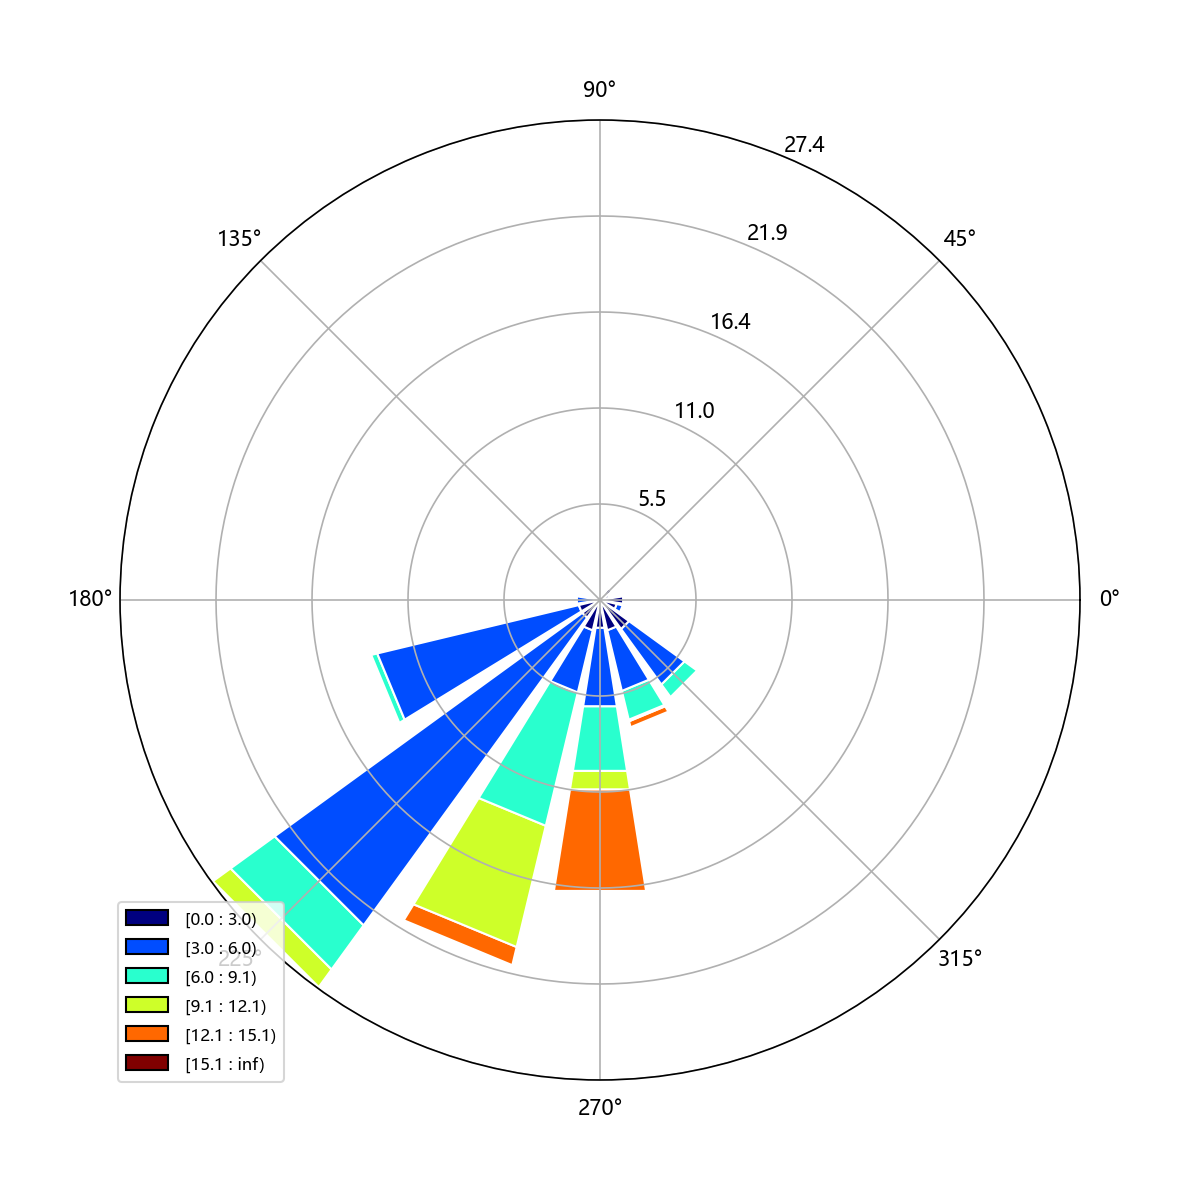 90°
27.4
135°
21.9
45°
16.4
11.0
5.5
180°
0°
[0.0 : 3.0)
[3.0 : 6.0)
225°
315°
[6.0 : 9.1)
[9.1 : 12.1)
[12.1 : 15.1)
[15.1 : inf)
270°